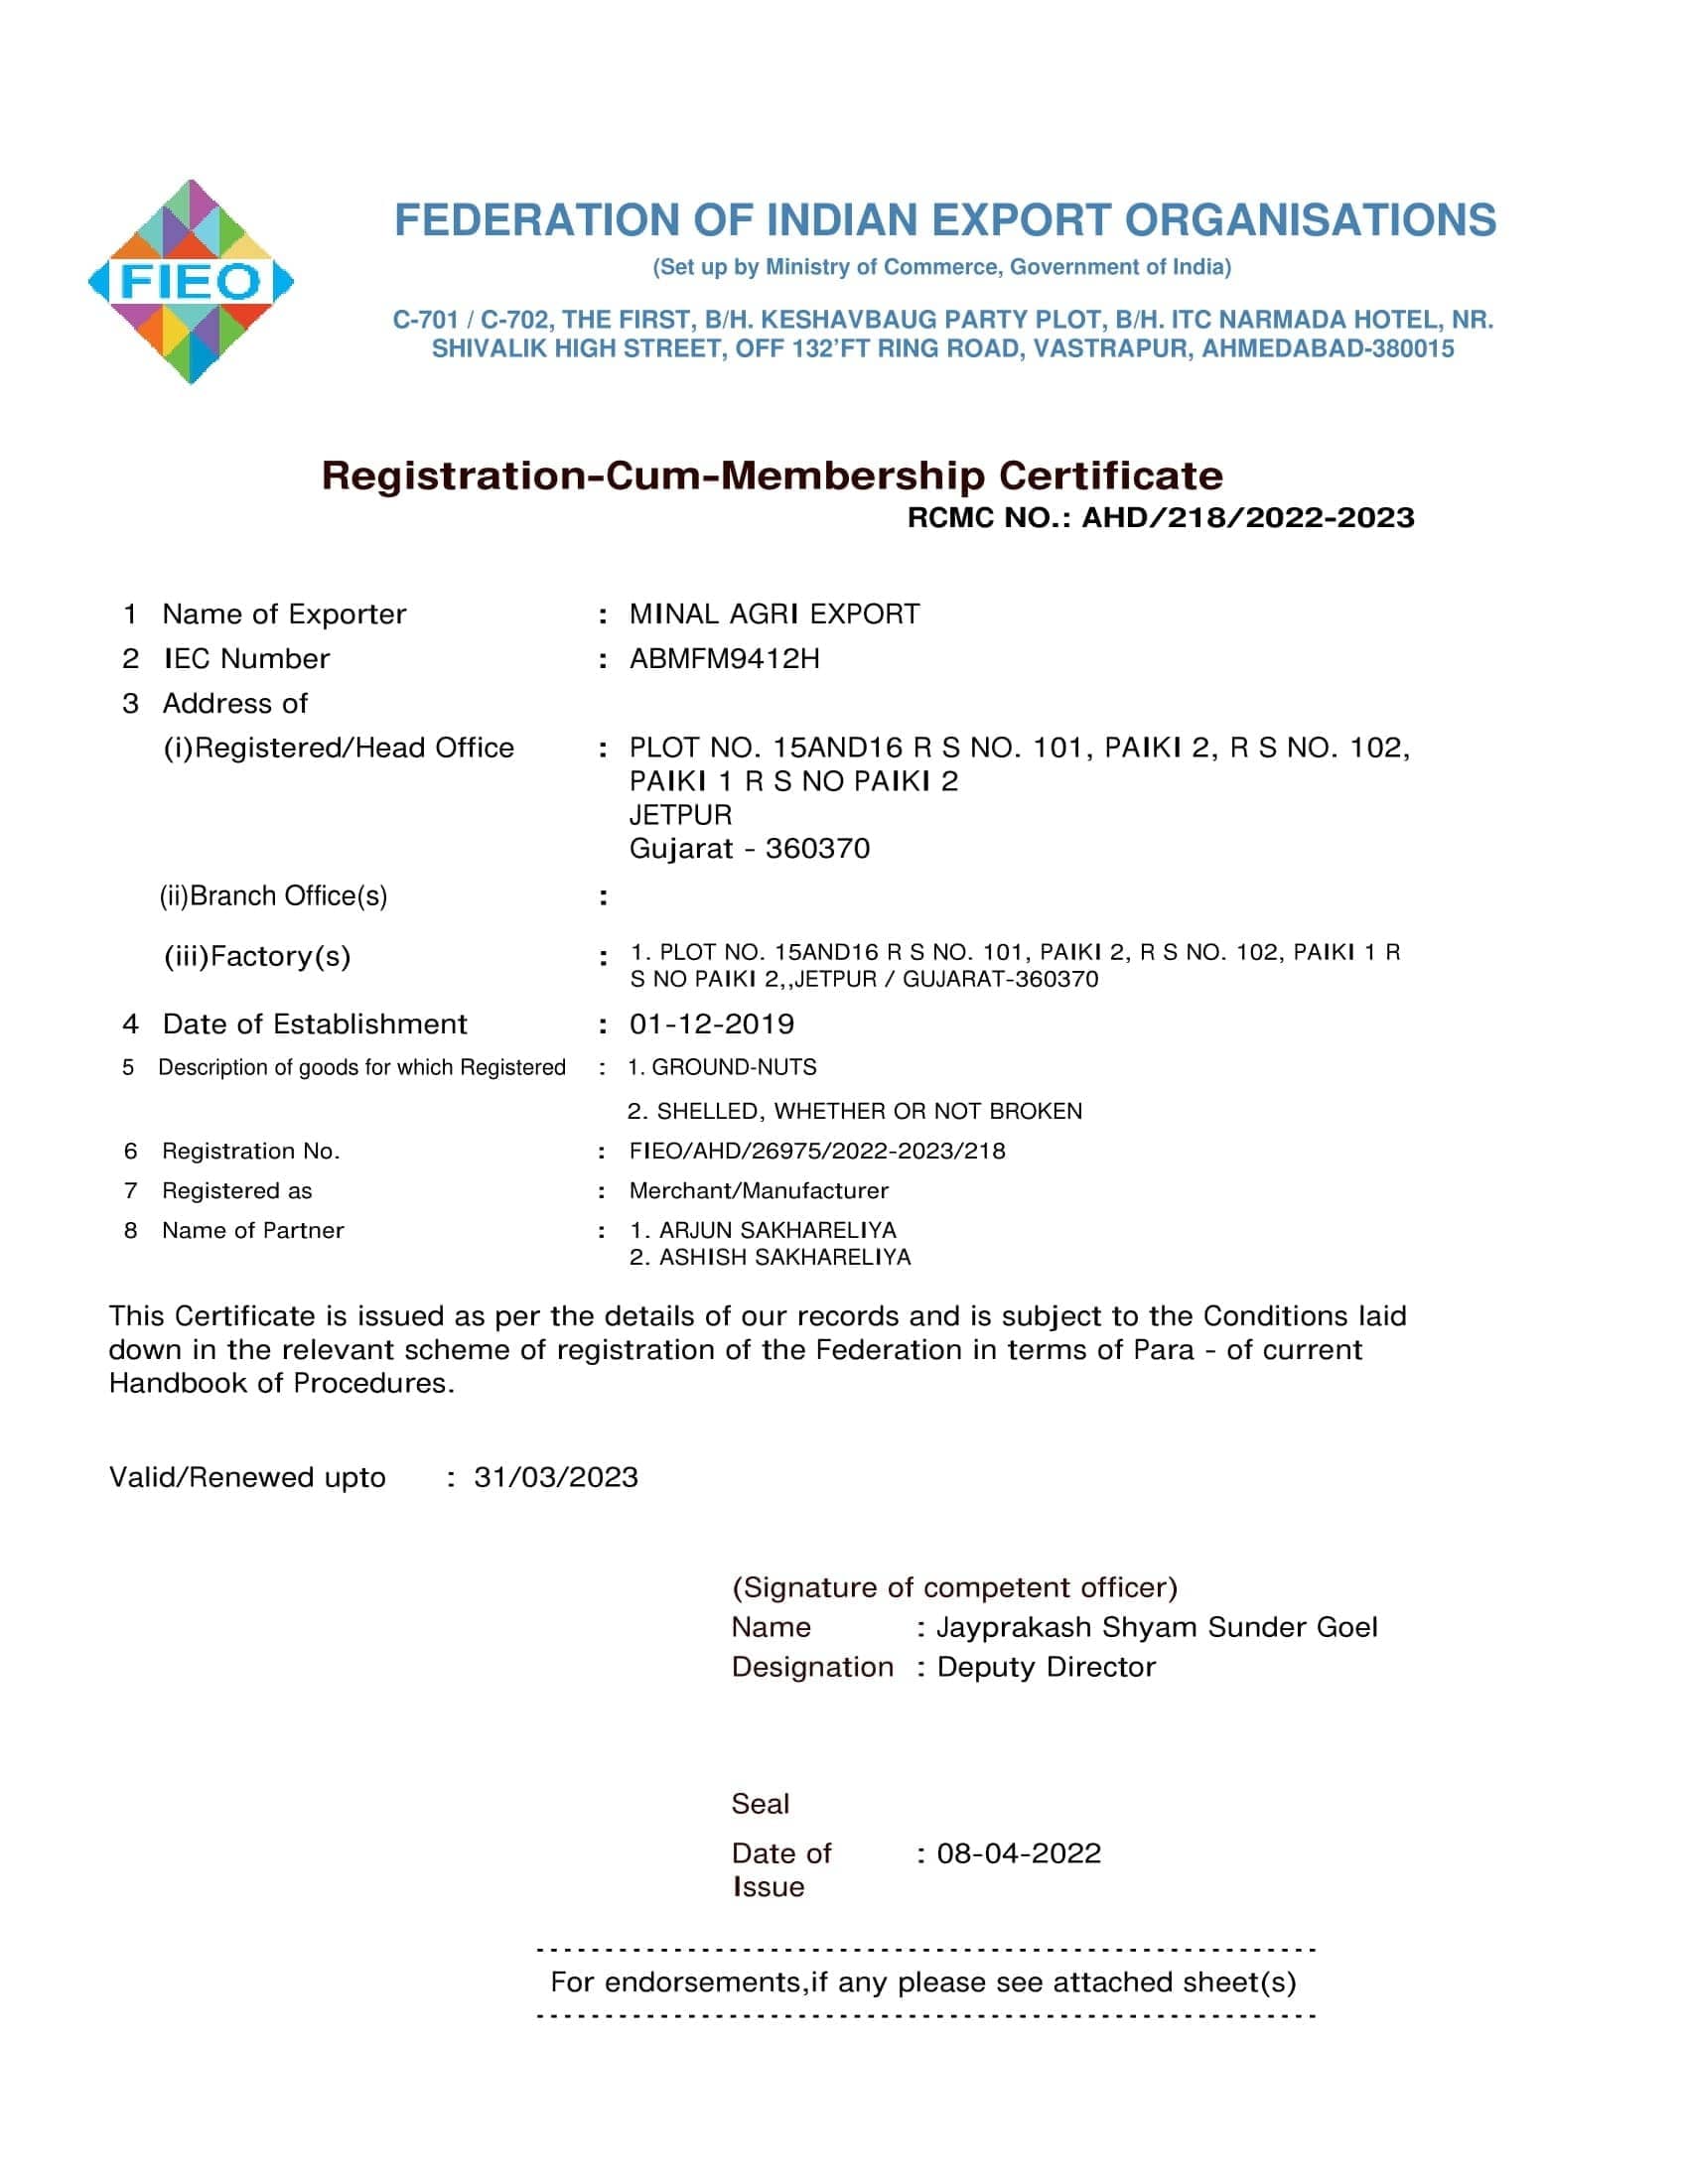 FIEO
FEDERATION OF INDIAN EXPORT ORGANISATIONS
(Set up by Ministry of Commerce, Government of India)
C-701 / C-702, THE FIRST, B/H. KESHAVBAUG PARTY PLOT, B/H. ITC NARMADA HOTEL, NR.
SHIVALIK HIGH STREET, OFF 132'FT RING ROAD, VASTRAPUR, AHMEDABAD-380015
Registration-Cum-Membership Certificate
RCMC NO.: AHD/218/2022-2023
1 Name of Exporter : MINAL AGRI EXPORT
2 IEC Number : ABMFM9412H
3 Address of
(i)Registered/Head Office : PLOT NO. 15AND16 R S NO. 101, PAIKI 2, R S NO. 102,
PAIKI 1 R S NO PAIKI 2
JETPUR
Gujarat - 360370
(ii)Branch Office(s) :
(iii)Factory(s) : 1. PLOT NO. 15AND16 R S NO. 101, PAIKI 2, R S NO. 102, PAIKI 1 R
S NO PAIKI 2,,JETPUR / GUJARAT-360370
4 Date of Establishment : 01-12-2019
5 Description of goods for which Registered : 1. GROUND-NUTS
2. SHELLED, WHETHER OR NOT BROKEN
6 Registration No. : FIEO/AHD/26975/2022-2023/218
7 Registered as : Merchant/Manufacturer
8 Name of Partner : 1. ARJUN SAKHARELIYA
2. ASHISH SAKHARELIYA
This Certificate is issued as per the details of our records and is subject to the Conditions laid
down in the relevant scheme of registration of the Federation in terms of Para - of current
Handbook of Procedures.
Valid/Renewed upto : 31/03/2023
(Signature of competent officer)
Name : Jayprakash Shyam Sunder Goel
Designation : Deputy Director
Seal
Date of : 08-04-2022
Issue
For endorsements,if any please see attached sheet(s)